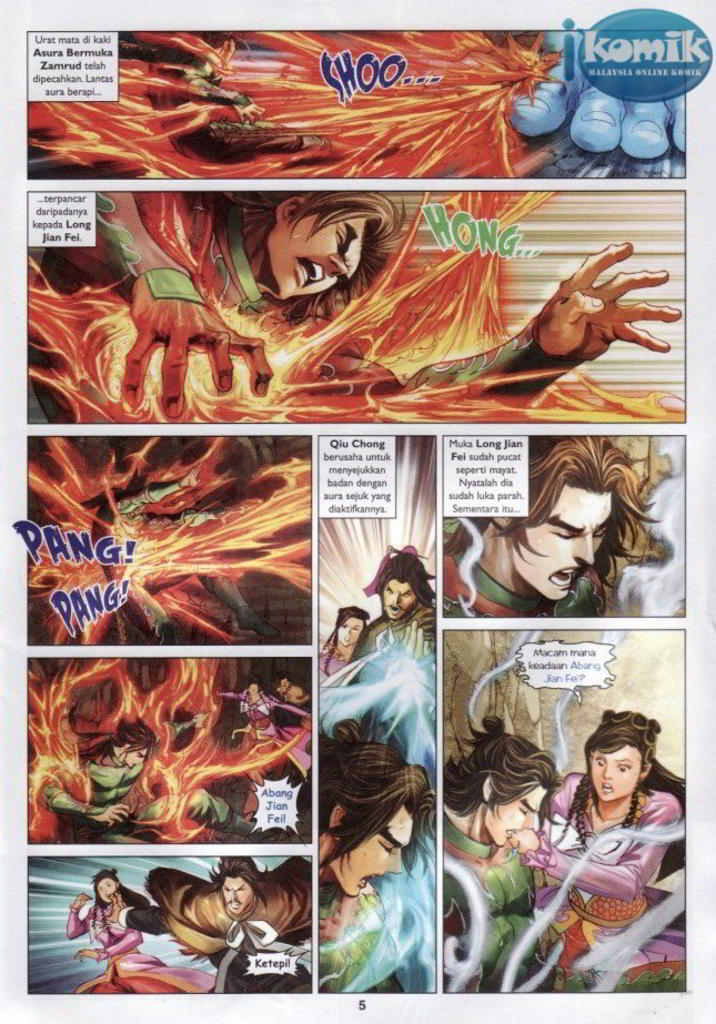 Urat mata di kaki
Asura Bermuka
Zamrud telah
dipecahkan. Lantas
aura berapi...
CHOO...
ikomik
MALAYSIA ONLINE KOMIK
...terpancar
daripadanya
kepada Long
Jian Fei.
HONG...
PANG!
PANG!
Qiu Chong
berusaha untuk
menyejukkan
badan dengan
aura sejuk yang
diaktifkannya.
Muka Long Jian
Fei sudah pucat
seperti mayat.
Nyatalah dia
sudah luka parah.
Sementara itu...
Abang
Jian
Fei!
Ketepi!
Macam mana
keadaan Abang
Jian Fei?
5